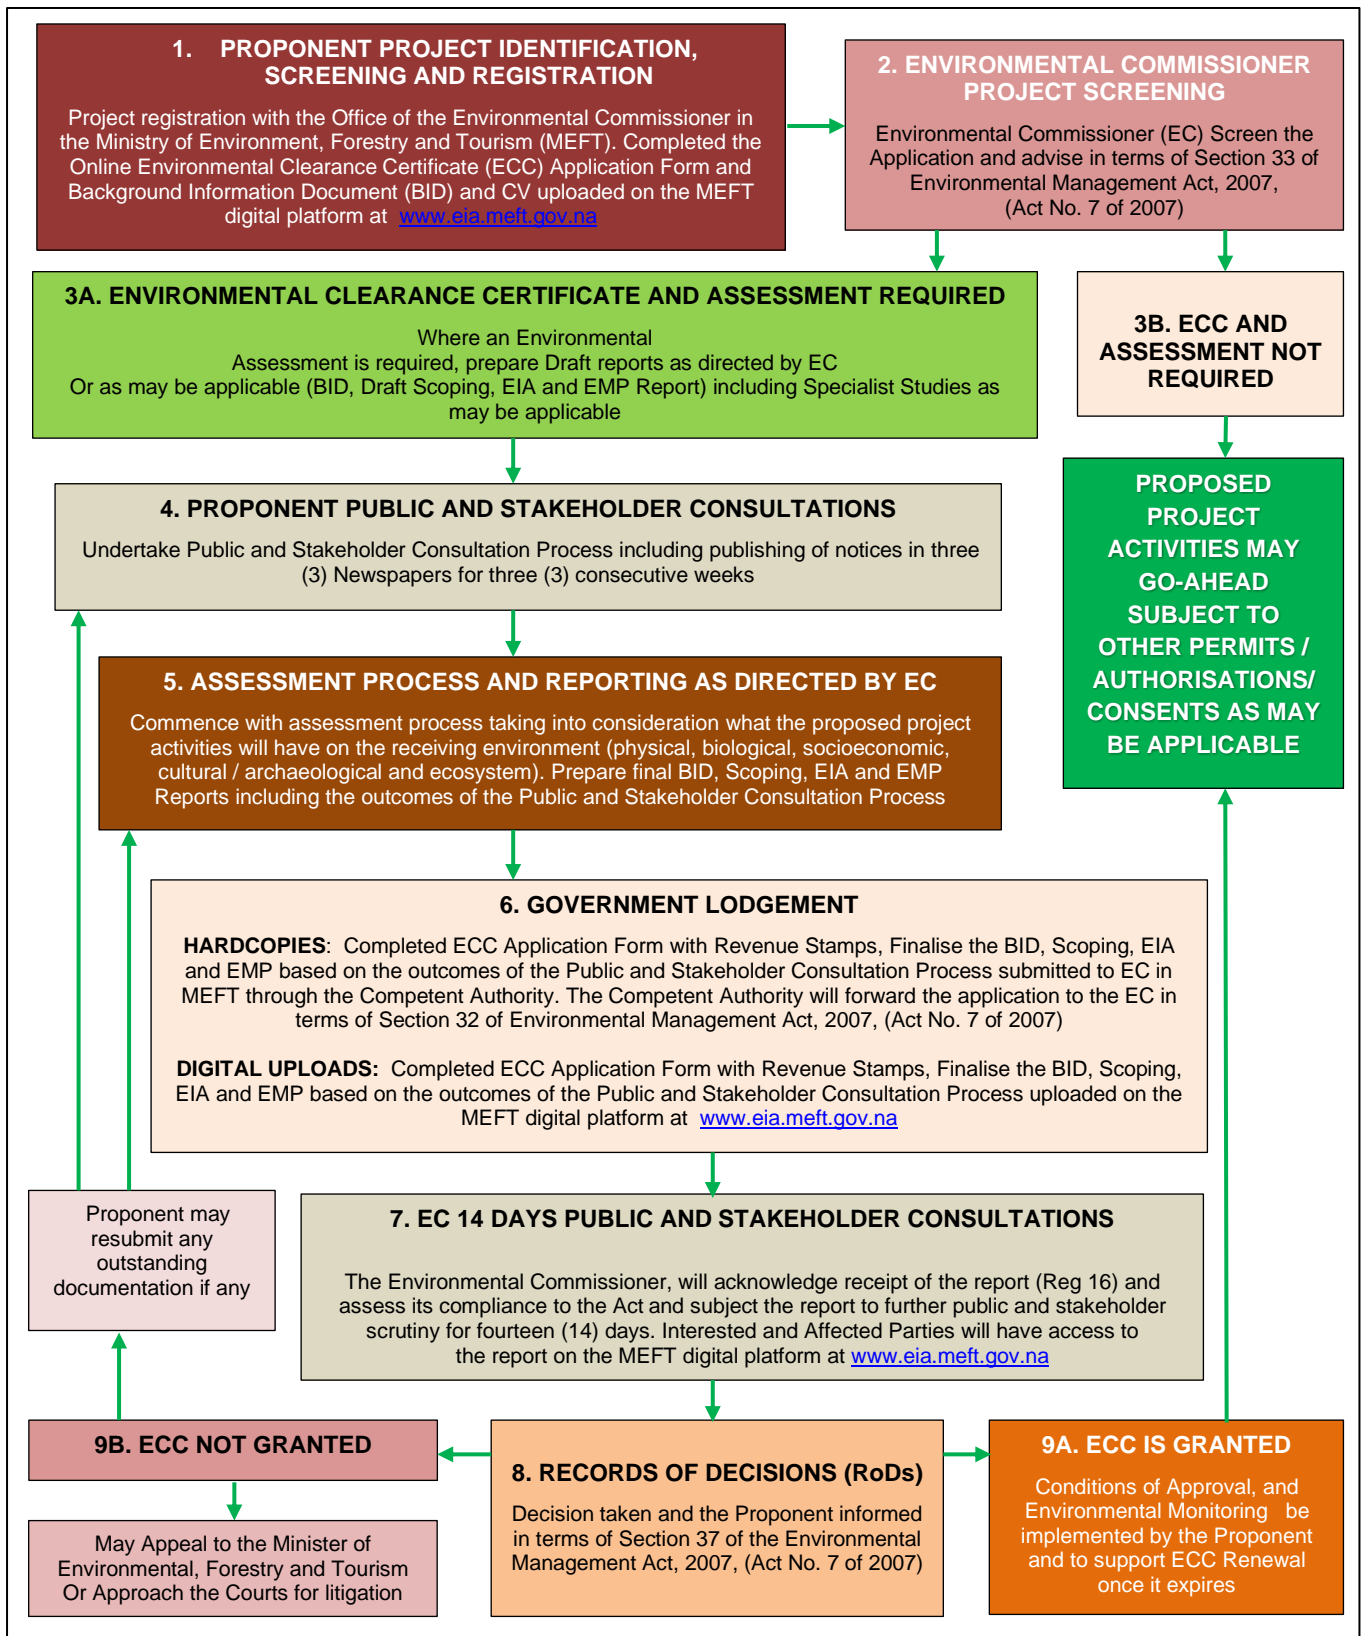 1. PROPONENT PROJECT IDENTIFICATION,
SCREENING AND REGISTRATION
Project registration with the Office of the Environmental Commissioner in
the Ministry of Environment, Forestry and Tourism (MEFT). Completed the
Online Environmental Clearance Certificate (ECC) Application Form and
Background Information Document (BID) and CV uploaded on the MEFT
digital platform at www.eia.meft.gov.na
2. ENVIRONMENTAL COMMISSIONER
PROJECT SCREENING
Environmental Commissioner (EC) Screen the
Application and advise in terms of Section 33 of
Environmental Management Act, 2007,
(Act No. 7 of 2007)
3A. ENVIRONMENTAL CLEARANCE CERTIFICATE AND ASSESSMENT REQUIRED
Where an Environmental
Assessment is required, prepare Draft reports as directed by EC
Or as may be applicable (BID, Draft Scoping, EIA and EMP Report) including Specialist Studies as
may be applicable
3B. ECC AND
ASSESSMENT NOT
REQUIRED
4. PROPONENT PUBLIC AND STAKEHOLDER CONSULTATIONS
Undertake Public and Stakeholder Consultation Process including publishing of notices in three
(3) Newspapers for three (3) consecutive weeks
PROPOSED
PROJECT
ACTIVITIES MAY
GO-AHEAD
SUBJECT TO
OTHER PERMITS /
AUTHORISATIONS/
CONSENTS AS MAY
BE APPLICABLE
5. ASSESSMENT PROCESS AND REPORTING AS DIRECTED BY EC
Commence with assessment process taking into consideration what the proposed project
activities will have on the receiving environment (physical, biological, socioeconomic,
cultural / archaeological and ecosystem). Prepare final BID, Scoping, EIA and EMP
Reports including the outcomes of the Public and Stakeholder Consultation Process
6. GOVERNMENT LODGEMENT
HARDCOPIES: Completed ECC Application Form with Revenue Stamps, Finalise the BID, Scoping, EIA
and EMP based on the outcomes of the Public and Stakeholder Consultation Process submitted to EC in
MEFT through the Competent Authority. The Competent Authority will forward the application to the EC in
terms of Section 32 of Environmental Management Act, 2007, (Act No. 7 of 2007)
DIGITAL UPLOADS: Completed ECC Application Form with Revenue Stamps, Finalise the BID, Scoping,
EIA and EMP based on the outcomes of the Public and Stakeholder Consultation Process uploaded on the
MEFT digital platform at www.eia.meft.gov.na
Proponent may
resubmit any
outstanding
documentation if any
7. EC 14 DAYS PUBLIC AND STAKEHOLDER CONSULTATIONS
The Environmental Commissioner, will acknowledge receipt of the report (Reg 16) and
assess its compliance to the Act and subject the report to further public and stakeholder
scrutiny for fourteen (14) days. Interested and Affected Parties will have access to
the report on the MEFT digital platform at www.eia.meft.gov.na
9B. ECC NOT GRANTED
May Appeal to the Minister of
Environmental, Forestry and Tourism
Or Approach the Courts for litigation
8. RECORDS OF DECISIONS (RoDs)
Decision taken and the Proponent informed
in terms of Section 37 of the Environmental
Management Act, 2007, (Act No. 7 of 2007)
9A. ECC IS GRANTED
Conditions of Approval, and
Environmental Monitoring be
implemented by the Proponent
and to support ECC Renewal
once it expires